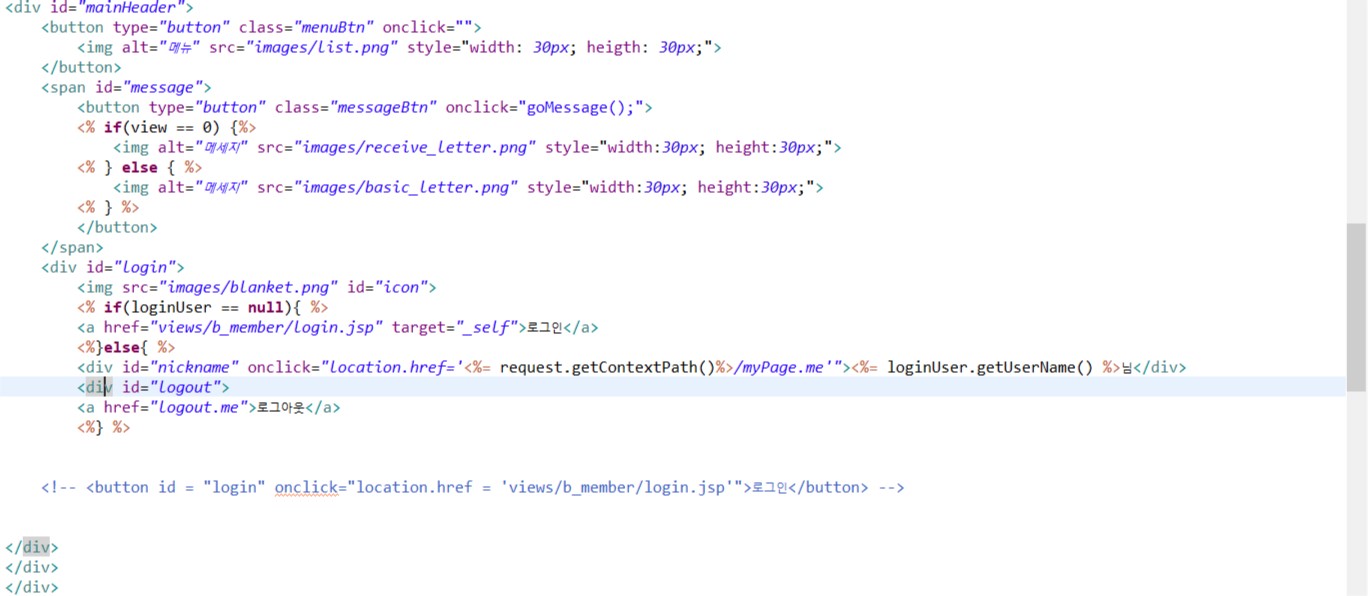 <div id="mainHeader">
<button type="button" class="menuBtn" onclick="">
<img alt="메뉴" src="images/list.png" style="width: 30px; heigth: 30px;">
</button>
<span id="message">
<button type="button" class="messageBtn" onclick="goMessage();">
<% if(view == 0) {%>
<img alt="메세지" src="images/receive_letter.png" style="width:30px; height:30px;">
<% } else { %>
<img alt="메세지" src="images/basic_letter.png" style="width:30px; height:30px;">
<% } %>
</button>
</span>
<div id="login">
<img src="images/blanket.png" id="icon">
<% if(loginUser == null){ %>
<a href="views/b_member/login.jsp" target="_self">로그인</a>
<%}else{ %>
<div id="nickname" onclick="location.href='<%= request.getContextPath()%>/myPage.me'"><%= loginUser.getUserName() %>님</div>
<div id="logout">
<a href="logout.me">로그아웃</a>
<%} %>
<!-- <button id = "login" onclick="location.href = 'views/b_member/login.jsp'">로그인</button> -->
</div>
</div>
</div>